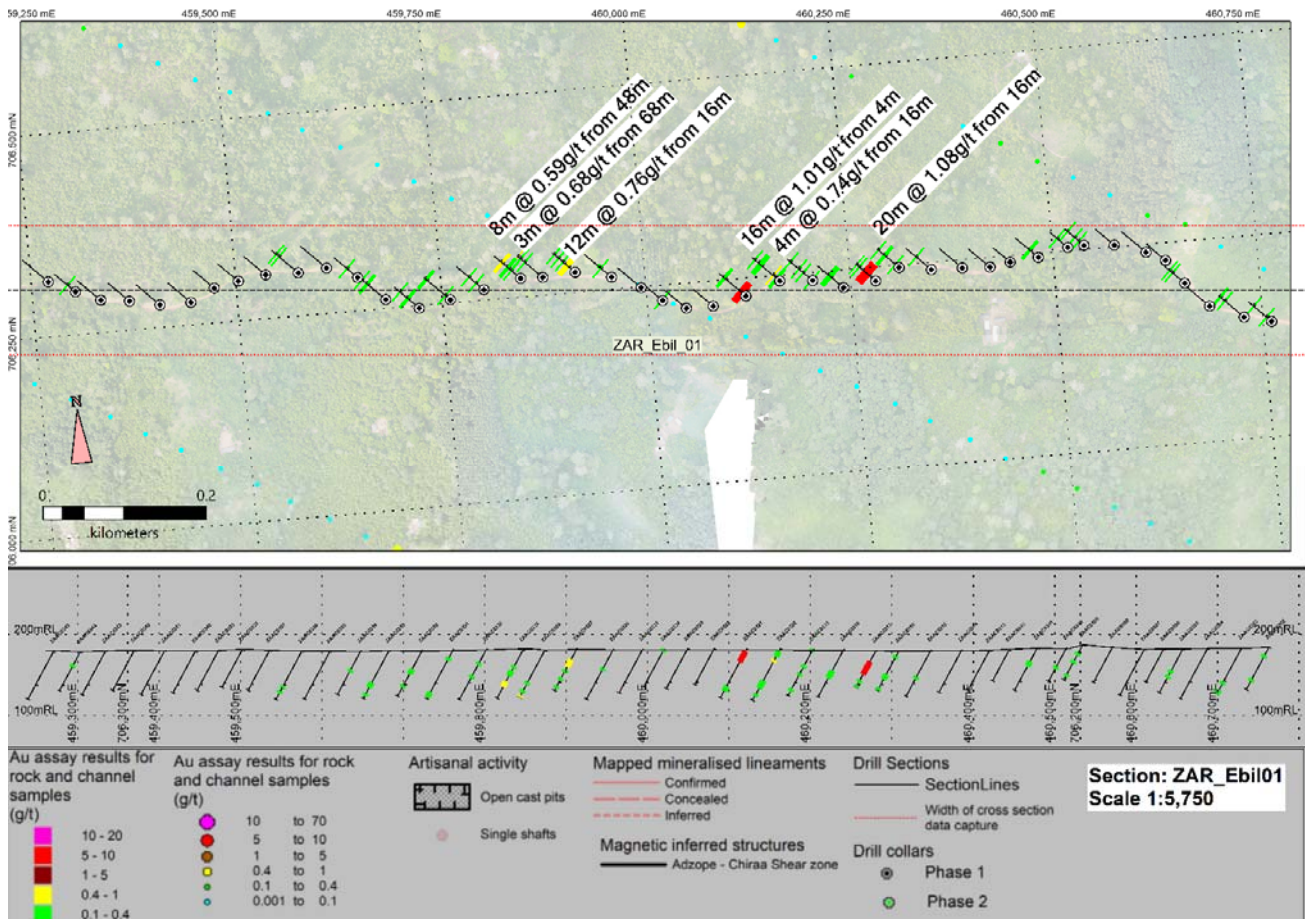 59,250 mE 459,500 mE 459,750 mE 460,000 mE 460,250 mE 460,500 mE 460,750 mE
706,500 mN
706,250 mN
06,000 mN
8m @ 0.59g/t from 48m
3m @ 0.68g/t from 68m
12m @ 0.76g/t from 16m
16m @ 1.01g/t from 4m
4m @ 0.74g/t from 16m
20m @ 1.08g/t from 16m
ZAR_Ebil_01
N
0 0.2
kilometers
200mRL 200mRL
100mRL 100mRL
459,300mE 706,300mN 459,400mE 459,500mE 459,800mE 460,000mE 460,200mE 460,400mE 460,500mE 706,200mN 460,600mE 460,700mE
Au assay results for
rock and channel
samples
(g/t)
10 - 20
5 - 10
1 - 5
0.4 - 1
0.1 - 0.4
Au assay results for rock
and channel samples
(g/t)
10 to 70
5 to 10
1 to 5
0.4 to 1
0.1 to 0.4
0.001 to 0.1
Artisanal activity
Open cast pits
Single shafts
Mapped mineralised lineaments
Confirmed
Concealed
Inferred
Magnetic inferred structures
Adzope - Chiraa Shear zone
Drill Sections
SectionLines
Width of cross section
data capture
Drill collars
Phase 1
Phase 2
Section: ZAR_Ebil01
Scale 1:5,750